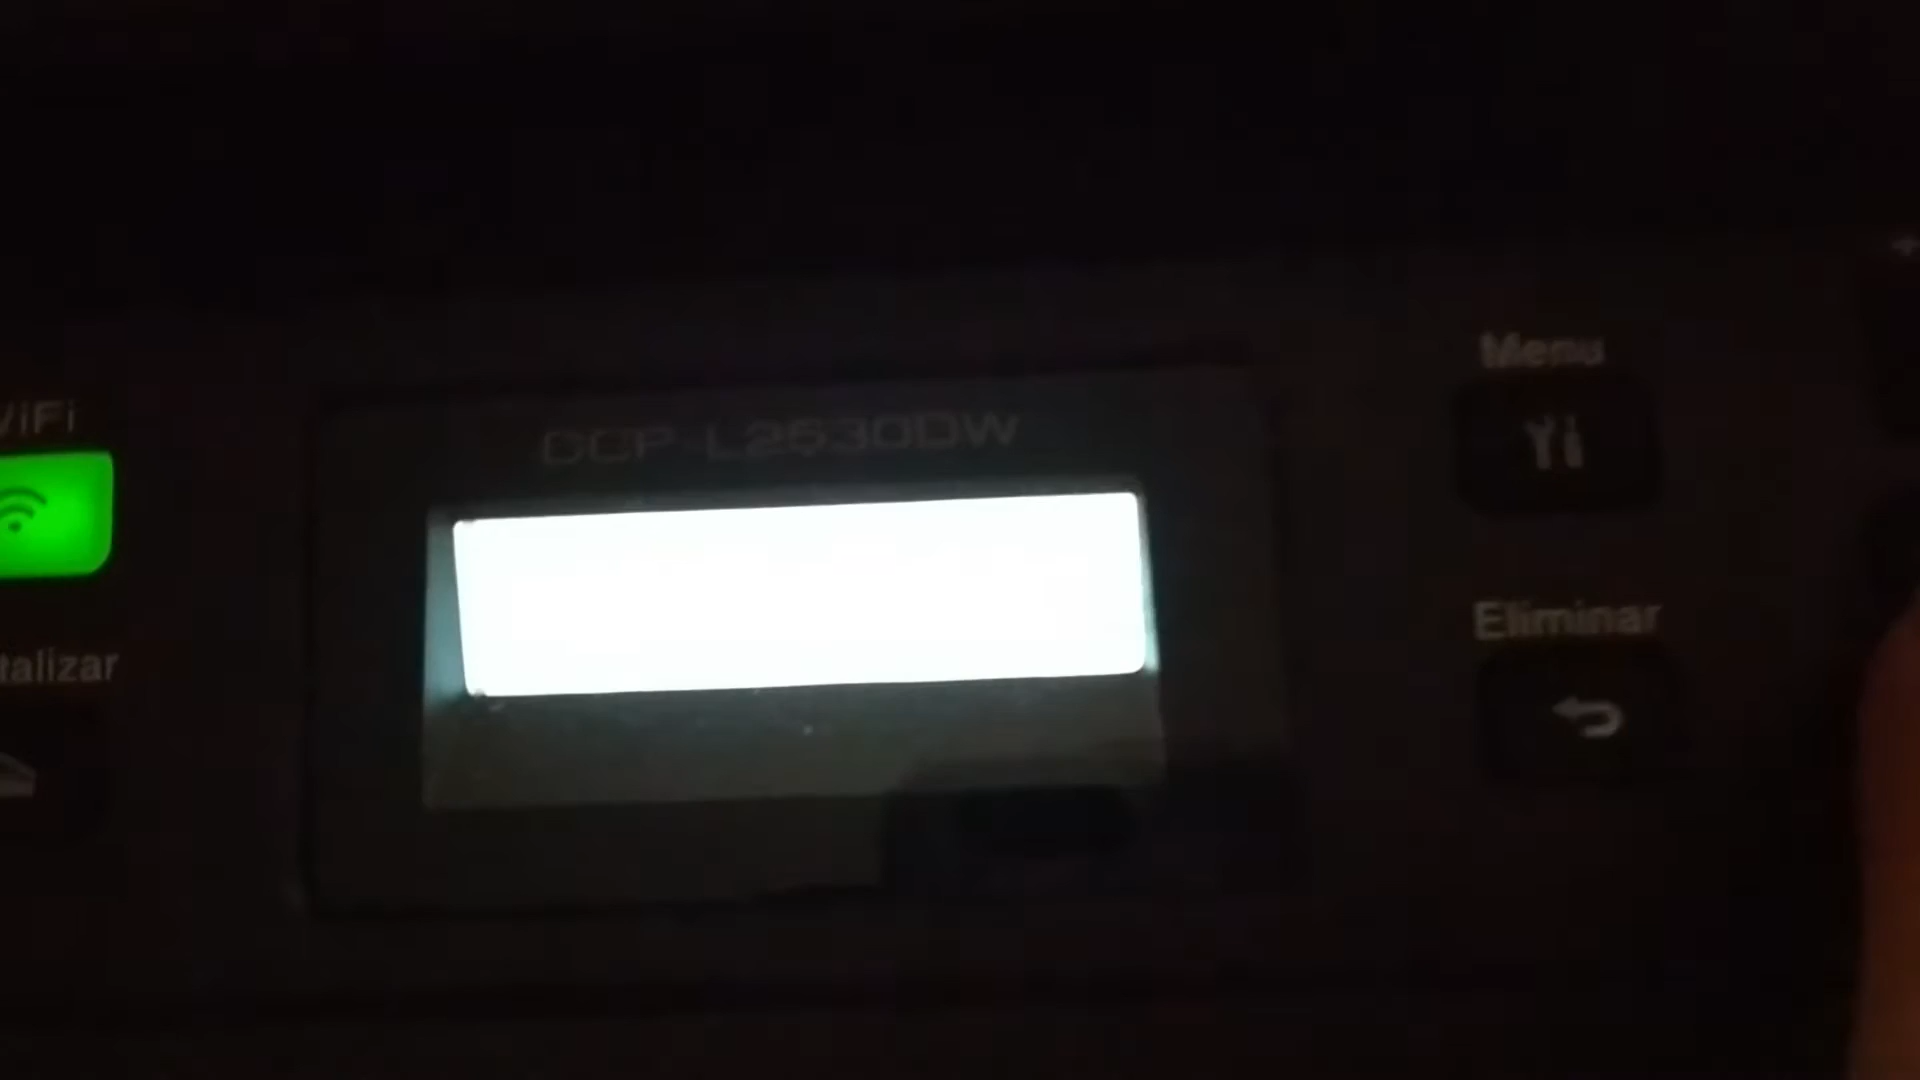 WiFi
talizar
DCP-L2530DW
Menu
Eliminar
+